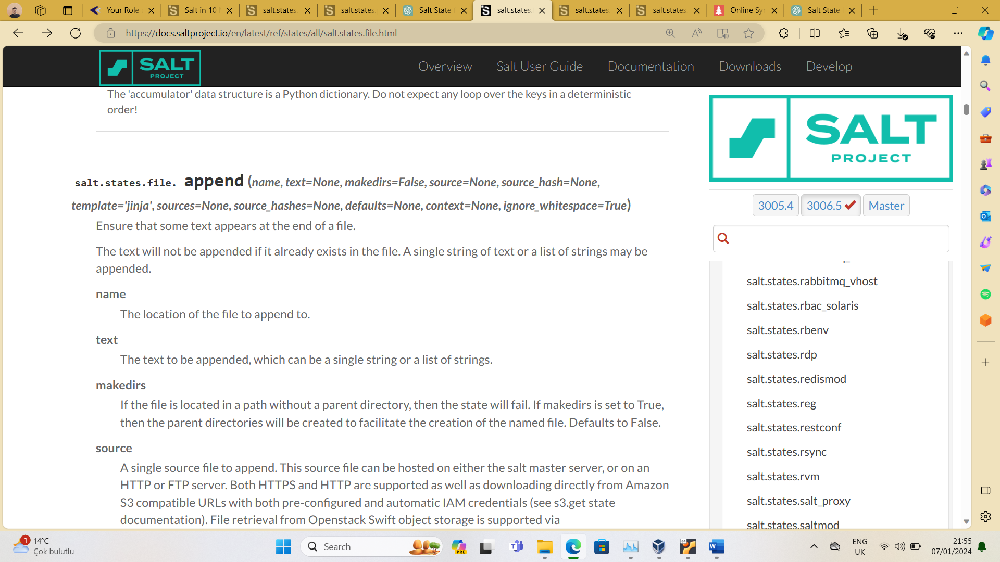 Your Role
Salt in 10
salt.states.
salt.states.
Salt State
salt.states.
salt.states.
salt.states.
Online Syn
Salt State
https://docs.saltproject.io/en/latest/ref/states/all/salt.states.file.html
SALT
PROJECT
Overview
Salt User Guide
Documentation
Downloads
Develop
The 'accumulator' data structure is a Python dictionary. Do not expect any loop over the keys in a deterministic
order!
salt.states.file. append (name, text=None, makedirs=False, source=None, source_hash=None,
template='jinja', sources=None, source_hashes=None, defaults=None, context=None, ignore_whitespace=True)
Ensure that some text appears at the end of a file.
The text will not be appended if it already exists in the file. A single string of text or a list of strings may be
appended.
name
The location of the file to append to.
text
The text to be appended, which can be a single string or a list of strings.
makedirs
If the file is located in a path without a parent directory, then the state will fail. If makedirs is set to True,
then the parent directories will be created to facilitate the creation of the named file. Defaults to False.
source
A single source file to append. This source file can be hosted on either the salt master server, or on an
HTTP or FTP server. Both HTTPS and HTTP are supported as well as downloading directly from Amazon
S3 compatible URLs with both pre-configured and automatic IAM credentials (see s3.get state
documentation). File retrieval from Openstack Swift object storage is supported via
SALT
PROJECT
3005.4
3006.5
Master
salt.states.rabbitmq_vhost
salt.states.rbac_solaris
salt.states.rbenv
salt.states.rdp
salt.states.redismod
salt.states.reg
salt.states.restconf
salt.states.rsync
salt.states.rvm
salt.states.salt_proxy
salt.states.saltmod
1
14°C
Çok bulutlu
Search
PRE
64
ENG
UK
21:55
07/01/2024